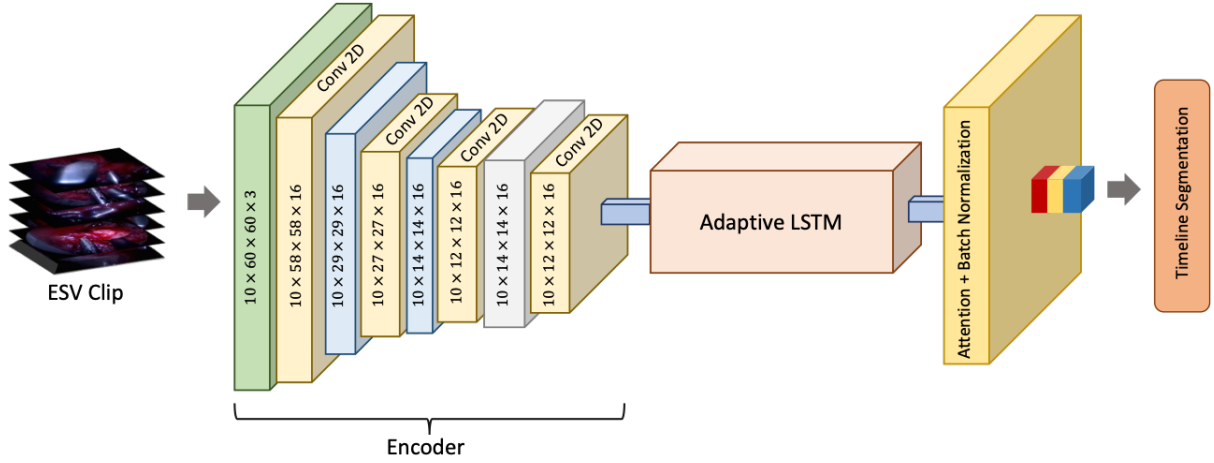 ESV Clip
10 × 60 × 60 × 3
Conv 2D
10 × 58 × 58 × 16
10 × 29 × 29 × 16
Conv 2D
10 × 27 × 27 × 16
10 × 14 × 14 × 16
Conv 2D
10 × 12 × 12 × 16
10 × 14 × 14 × 16
Conv 2D
10 × 12 × 12 × 16
Encoder
Adaptive LSTM
Attention + Batch Normalization
Timeline Segmentation